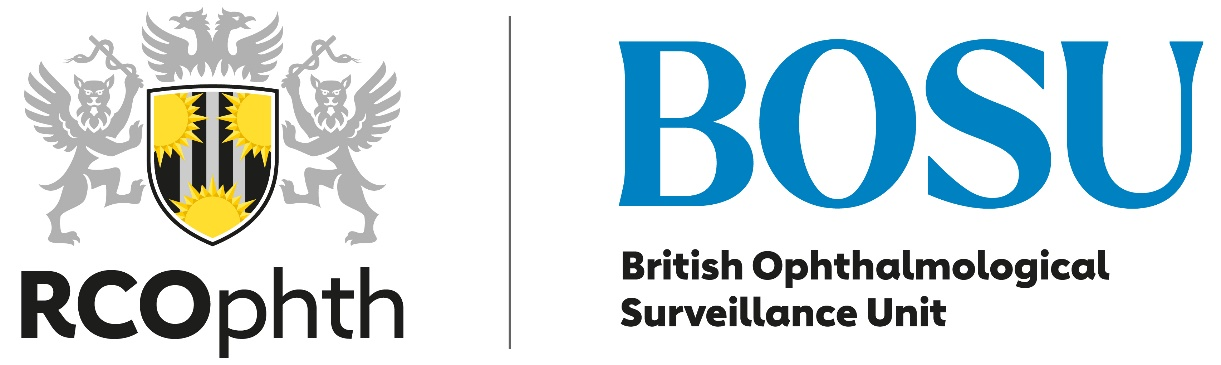 RCOphth
BOSU
British Ophthalmological
Surveillance Unit